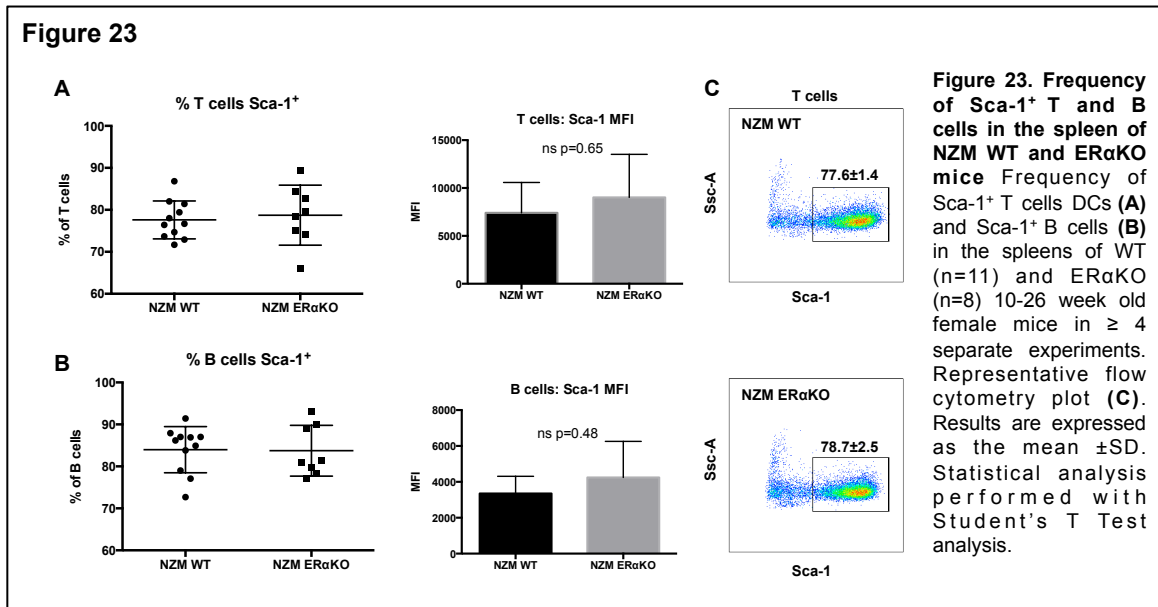 Figure 23
A
% T cells Sca-1⁺
% of T cells
100
90
80
70
60
NZM WT
NZM ERαKO
T cells: Sca-1 MFI
ns p=0.65
MFI
15000
10000
5000
0
NZM WT
NZM ERαKO
B
% B cells Sca-1⁺
% of B cells
100
90
80
70
60
NZM WT
NZM ERαKO
B cells: Sca-1 MFI
ns p=0.48
MFI
8000
6000
4000
2000
0
NZM WT
NZM ERαKO
C
T cells
NZM WT
77.6±1.4
Ssc-A
Sca-1
NZM ERαKO
78.7±2.5
Ssc-A
Sca-1
Figure 23. Frequency
of Sca-1⁺ T and B
cells in the spleen of
NZM WT and ERαKO
mice Frequency of
Sca-1⁺ T cells DCs (A)
and Sca-1⁺ B cells (B)
in the spleens of WT
(n=11) and ERαKO
(n=8) 10-26 week old
female mice in ≥ 4
separate experiments.
Representative flow
cytometry plot (C).
Results are expressed
as the mean ±SD.
Statistical analysis
performed with
Student's T Test
analysis.